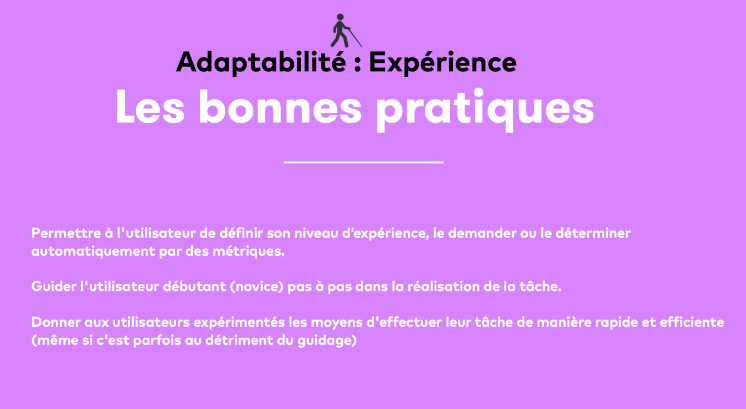 Adaptabilité : Expérience
Les bonnes pratiques
Permettre à l'utilisateur de définir son niveau d’expérience, le demander ou le déterminer
automatiquement par des métriques.
Guider l'utilisateur débutant (novice) pas à pas dans la réalisation de la tâche.
Donner aux utilisateurs expérimentés les moyens d'effectuer leur tâche de manière rapide et efficiente
(même si c'est parfois au détriment du guidage)